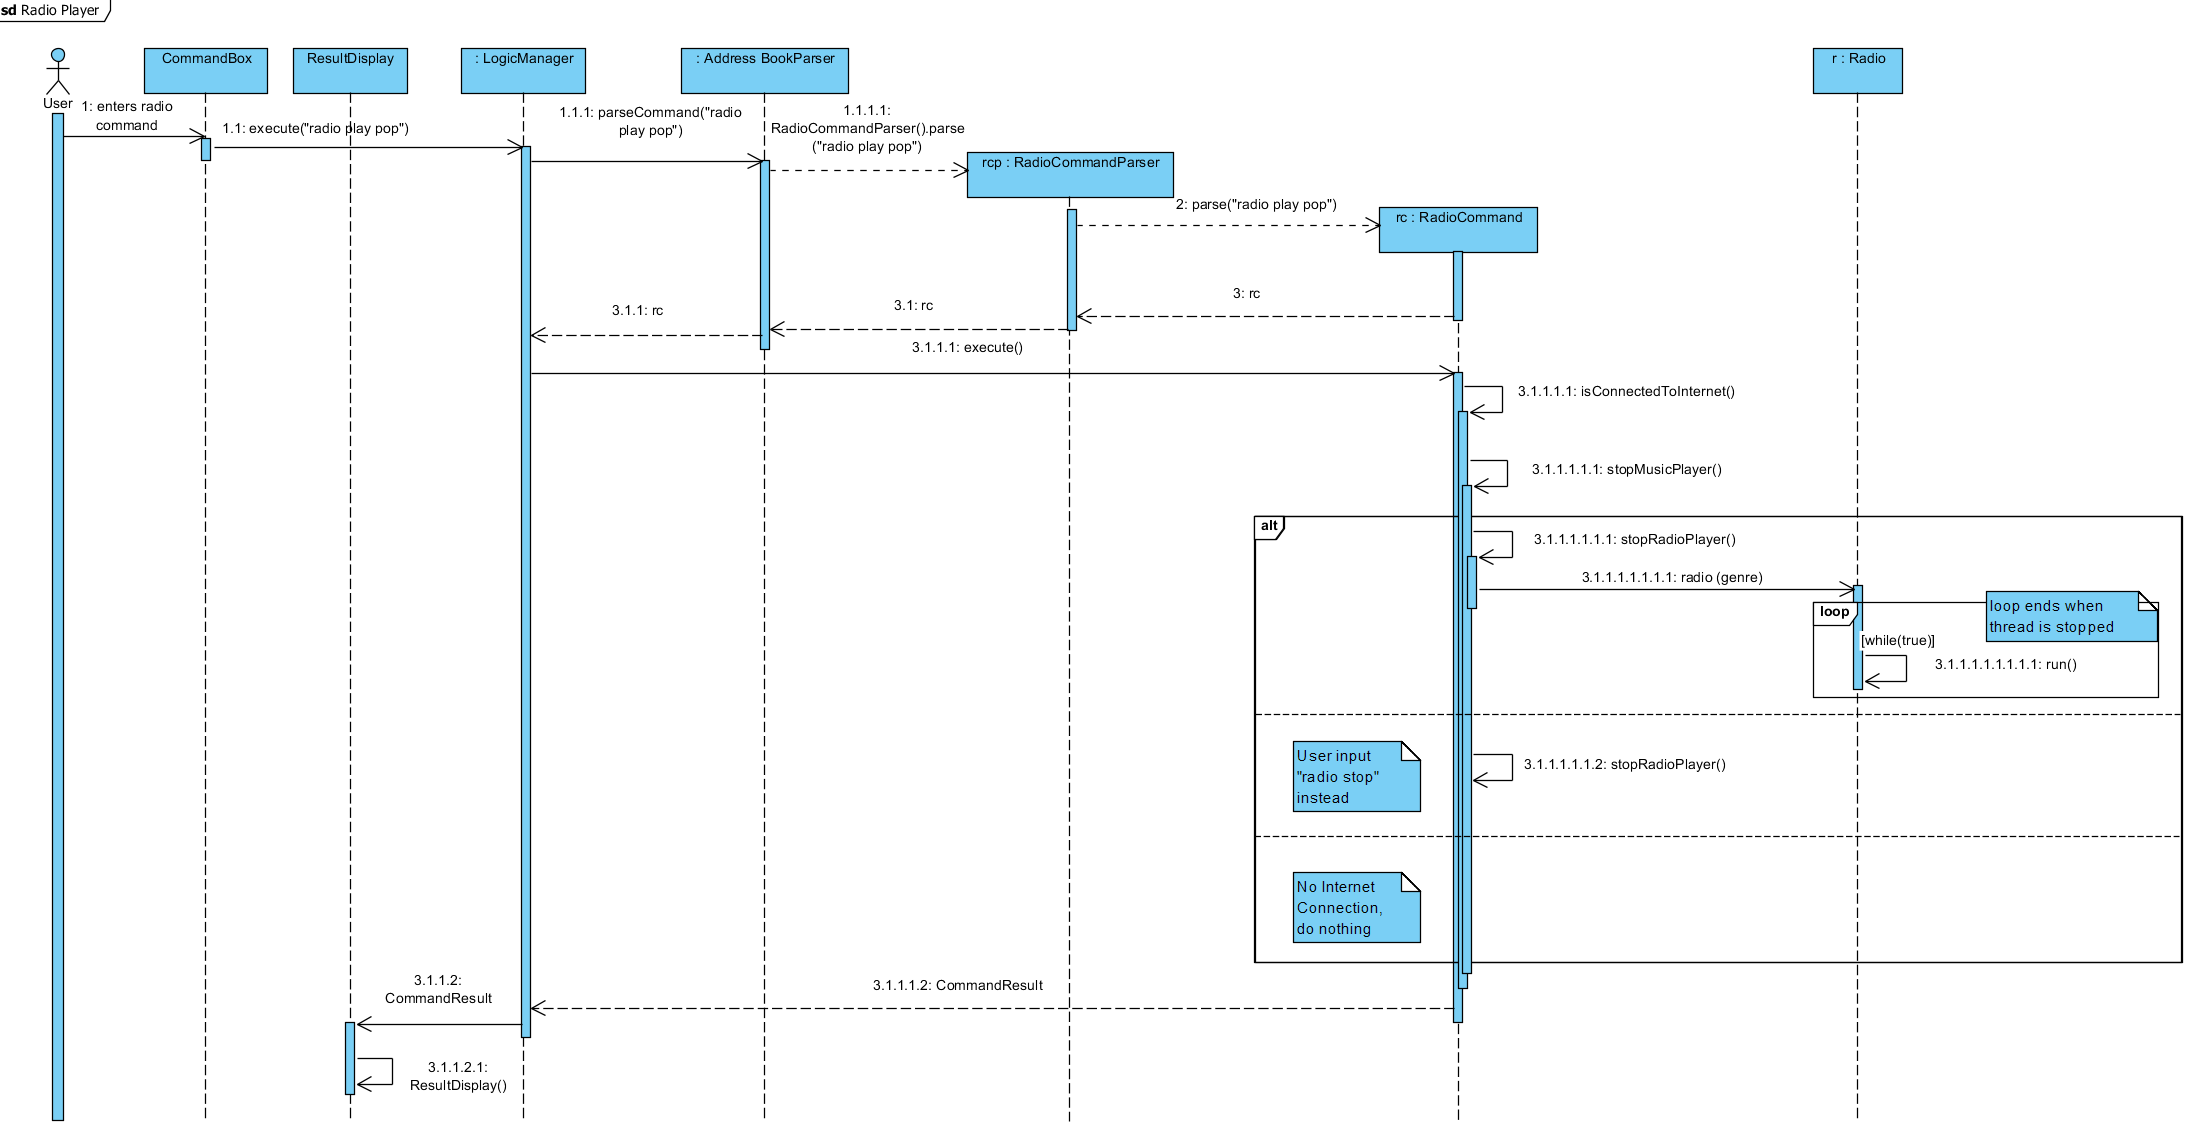 sd Radio Player
User
CommandBox
ResultDisplay
: LogicManager
: Address BookParser
r : Radio
1: enters radio
command
1.1: execute("radio play pop")
1.1.1: parseCommand("radio
play pop")
1.1.1.1:
RadioCommandParser().parse
("radio play pop")
rcp : RadioCommandParser
2: parse("radio play pop")
rc : RadioCommand
3: rc
3.1: rc
3.1.1: rc
3.1.1.1: execute()
3.1.1.1.1: isConnectedToInternet()
3.1.1.1.1.1: stopMusicPlayer()
alt
3.1.1.1.1.1.1: stopRadioPlayer()
3.1.1.1.1.1.1.1: radio (genre)
loop
loop ends when
thread is stopped
[while(true)]
3.1.1.1.1.1.1.1.1: run()
User input
"radio stop"
instead
3.1.1.1.1.1.2: stopRadioPlayer()
No Internet
Connection,
do nothing
3.1.1.1.2: CommandResult
3.1.1.2:
CommandResult
3.1.1.2.1:
ResultDisplay()